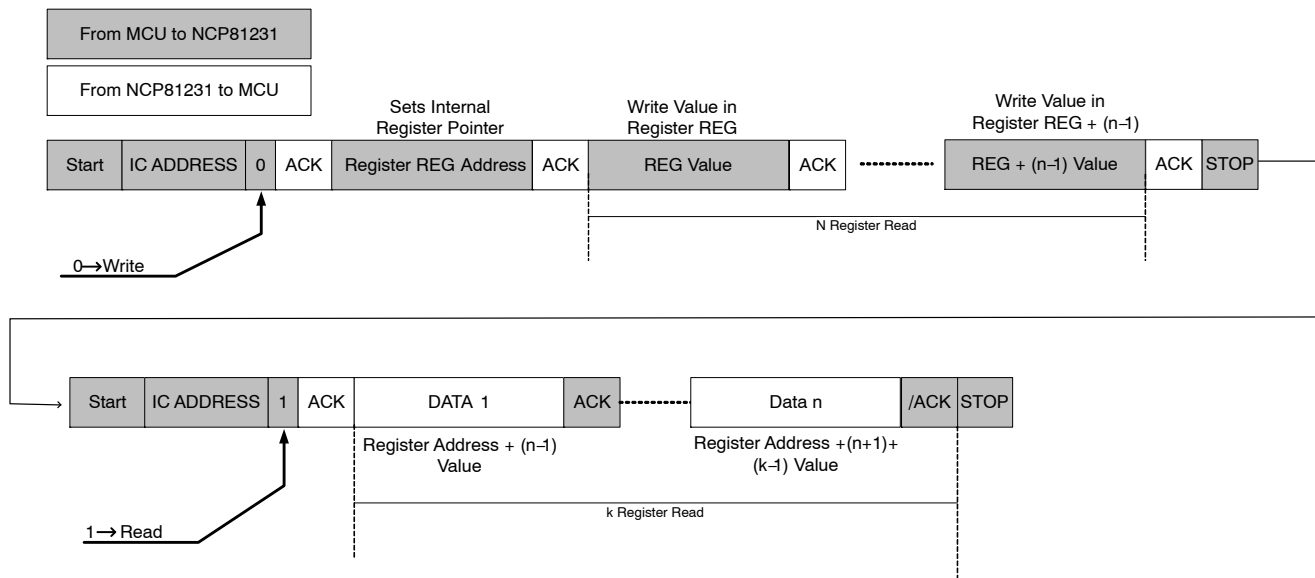 From MCU to NCP81231
From NCP81231 to MCU
Sets Internal
Register Pointer
Write Value in
Register REG
Write Value in
Register REG + (n–1)
Start IC ADDRESS 0 ACK Register REG Address ACK REG Value ACK REG + (n–1) Value ACK STOP
N Register Read
0→Write
Start IC ADDRESS 1 ACK DATA 1 ACK Data n /ACK STOP
Register Address + (n–1)
Value
Register Address +(n+1)+
(k–1) Value
k Register Read
1→Read